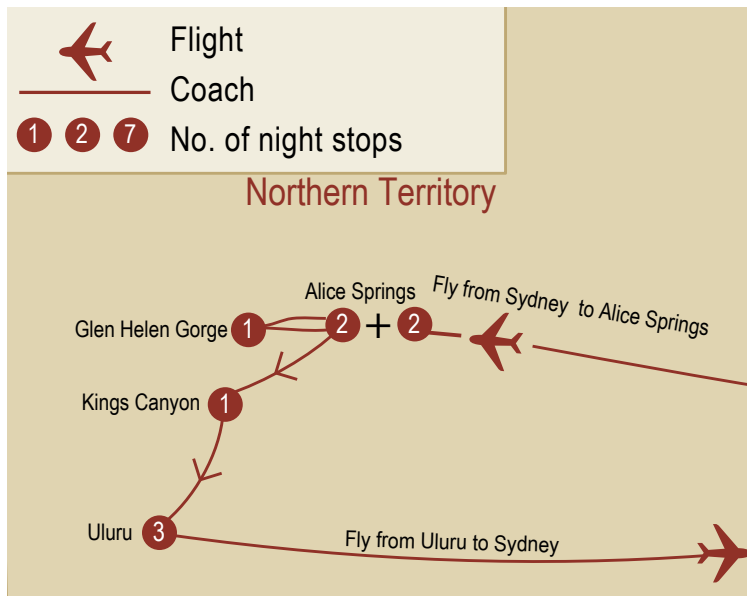 Flight
Coach
1 2 7 No. of night stops
Northern Territory
Fly from Sydney to Alice Springs
Alice Springs
Glen Helen Gorge 1 2 + 2
Kings Canyon 1
Uluru 3
Fly from Uluru to Sydney